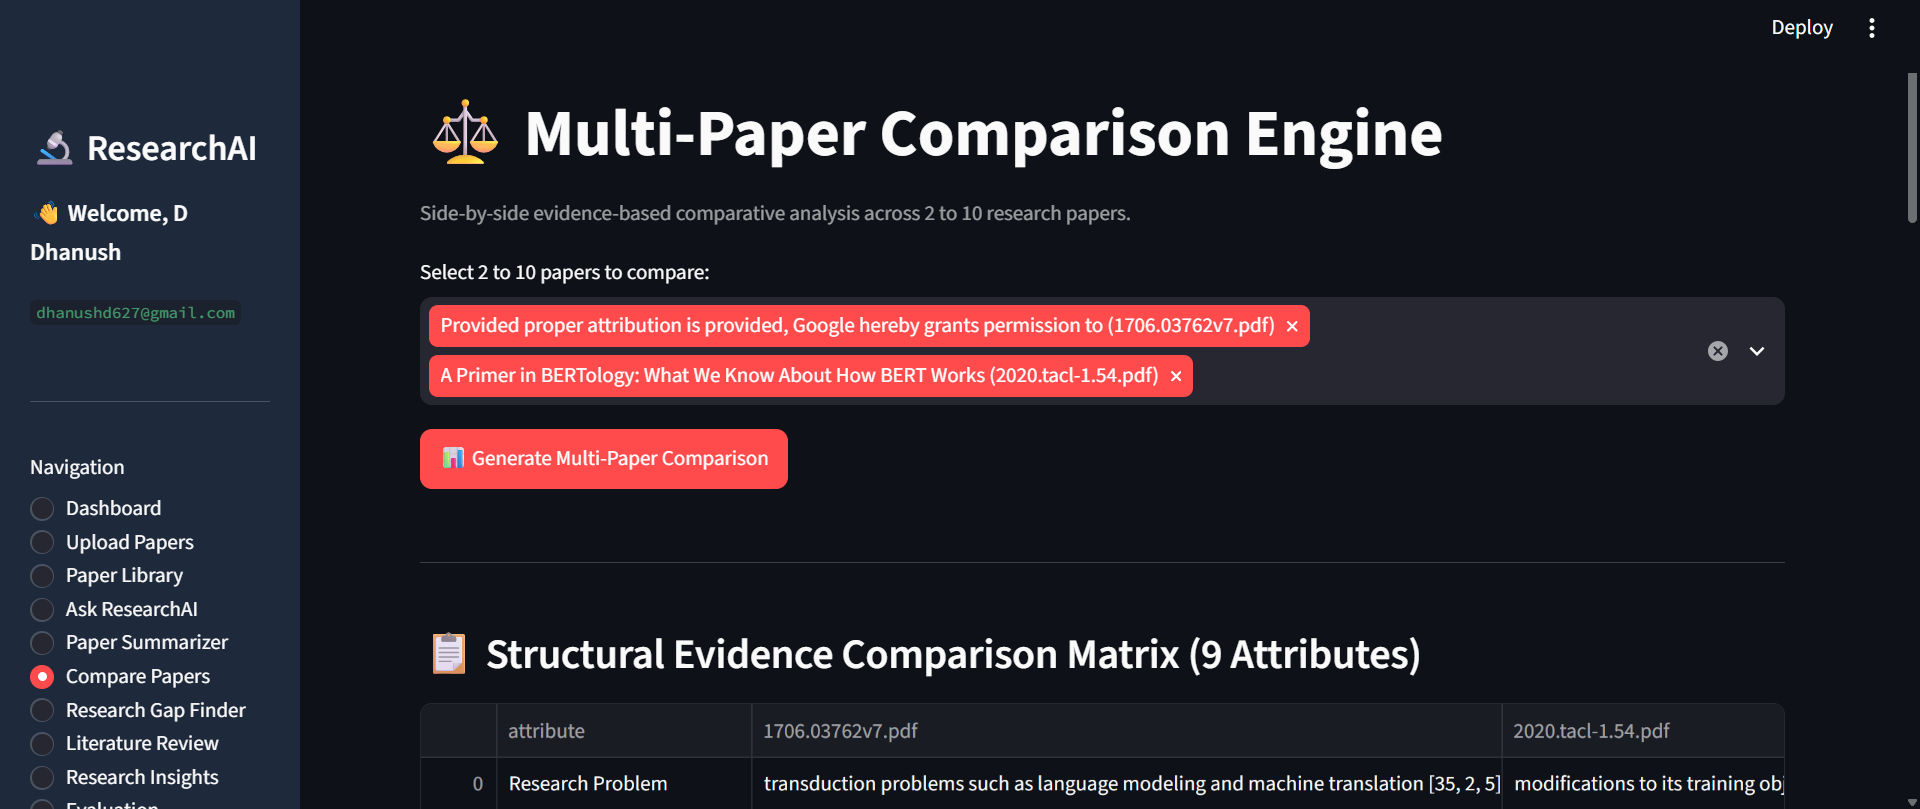 Deploy
ResearchAI
Welcome, D
Dhanush
dhanushd627@gmail.com
Navigation
Dashboard
Upload Papers
Paper Library
Ask ResearchAI
Paper Summarizer
Compare Papers
Research Gap Finder
Literature Review
Research Insights
Evaluation
Multi-Paper Comparison Engine
Side-by-side evidence-based comparative analysis across 2 to 10 research papers.
Select 2 to 10 papers to compare:
Provided proper attribution is provided, Google hereby grants permission to (1706.03762v7.pdf)
A Primer in BERTology: What We Know About How BERT Works (2020.tacl-1.54.pdf)
Generate Multi-Paper Comparison
Structural Evidence Comparison Matrix (9 Attributes)
attribute 1706.03762v7.pdf 2020.tacl-1.54.pdf
0 Research Problem transduction problems such as language modeling and machine translation [35, 2, 5] modifications to its training obj